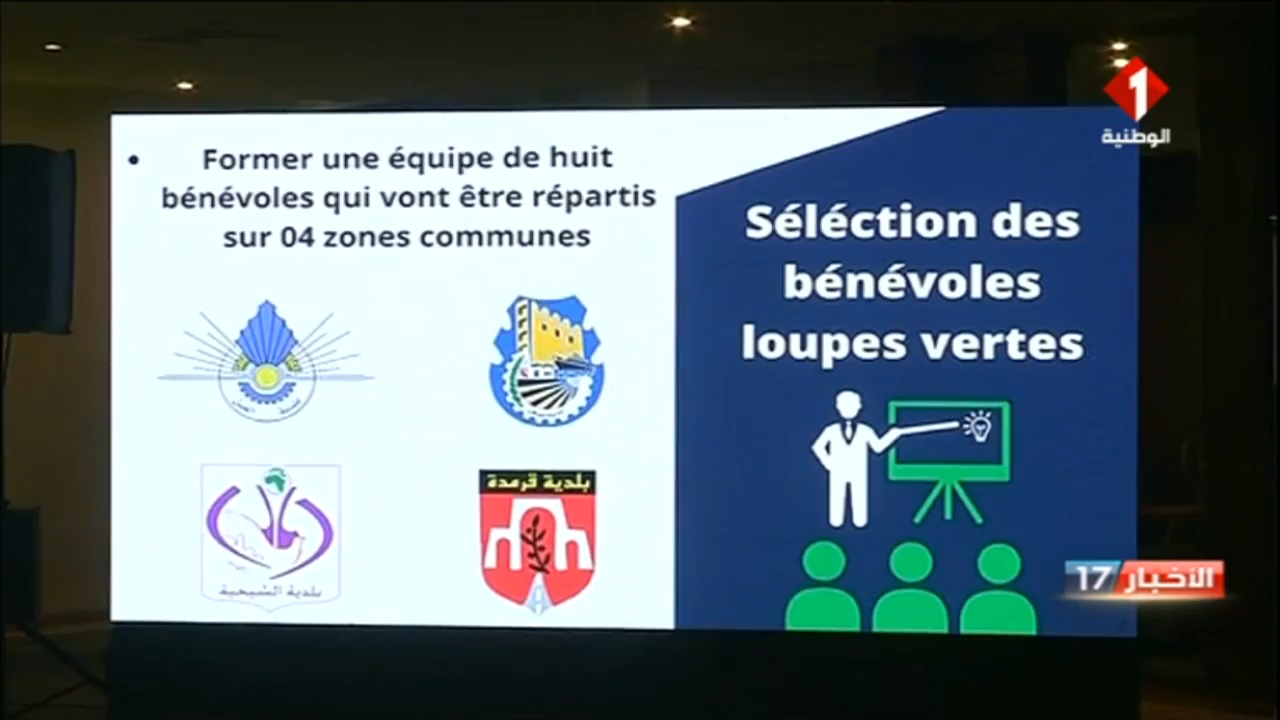 1
الوطنية
• Former une équipe de huit
bénévoles qui vont être répartis
sur 04 zones communes
Séléction des
bénévoles
loupes vertes
بلدية قرمدة
بلدية الشيحية
17 الأخبار